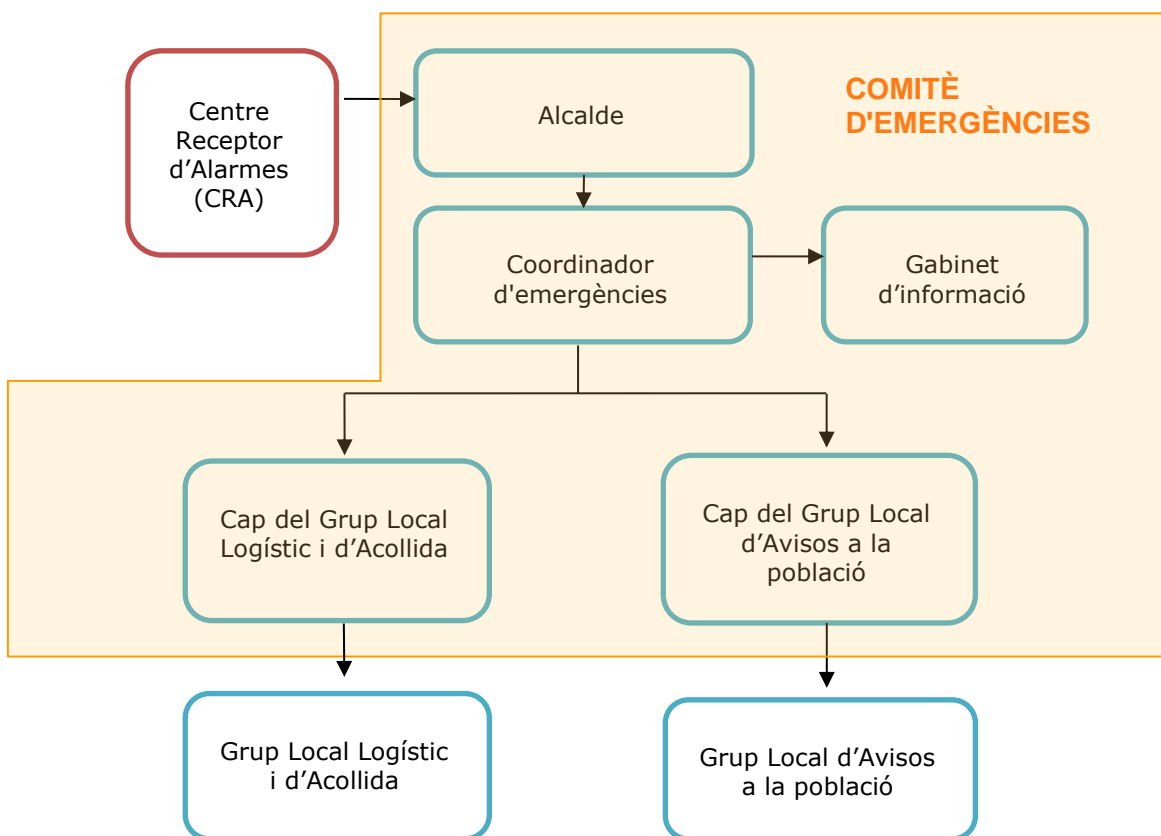 Centre
Receptor
d’Alarmes
(CRA)
Alcalde
COMITÈ
D'EMERGÈNCIES
Coordinador
d'emergències
Gabinet
d’informació
Cap del Grup Local
Logístic i d’Acollida
Cap del Grup Local
d’Avisos a la
població
Grup Local Logístic
i d’Acollida
Grup Local d’Avisos
a la població